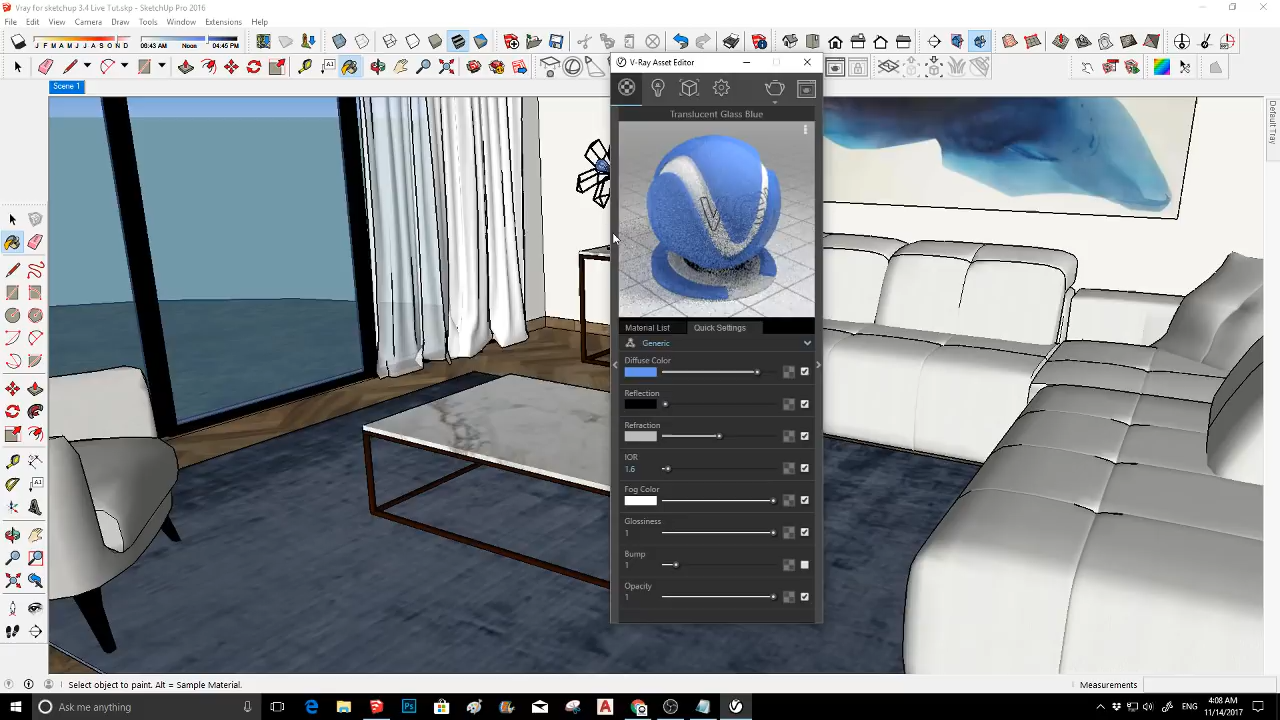 Vray for sketchup 3.4 Live Tut.skp - SketchUp Pro 2016
File Edit View Camera Draw Tools Window Extensions Help
J F M A M J J A S O N D
06:43 AM Noon 04:45 PM
Scene 1
V-Ray Asset Editor
Translucent Glass Blue
Material List Quick Settings
Generic
Diffuse Color
Reflection
Refraction
IOR
1.6
Fog Color
Glossiness
1
Bump
1
Opacity
1
Default Tray
Select object to paint. Alt = Sample Material.
Measurements
Ask me anything
ENG
4:08 AM
11/14/2017